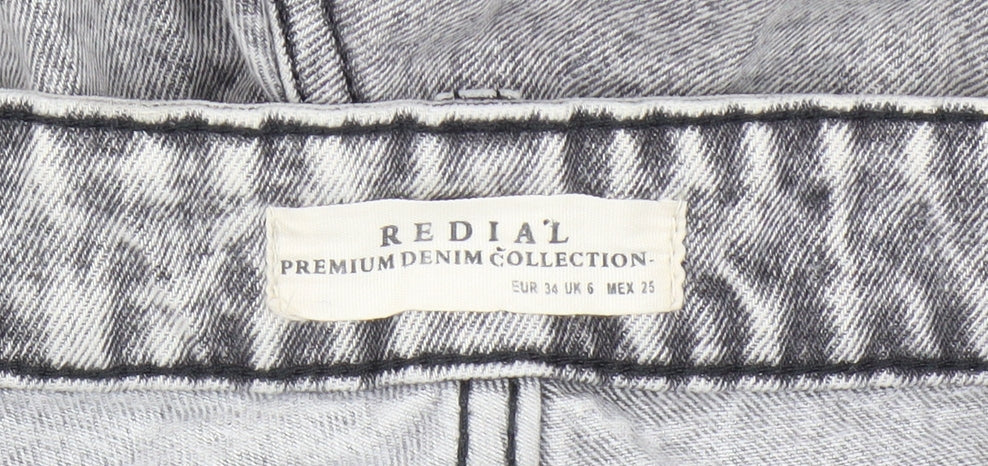 REDIAL
PREMIUM DENIM COLLECTION-
EUR 34 UK 6 MEX 25